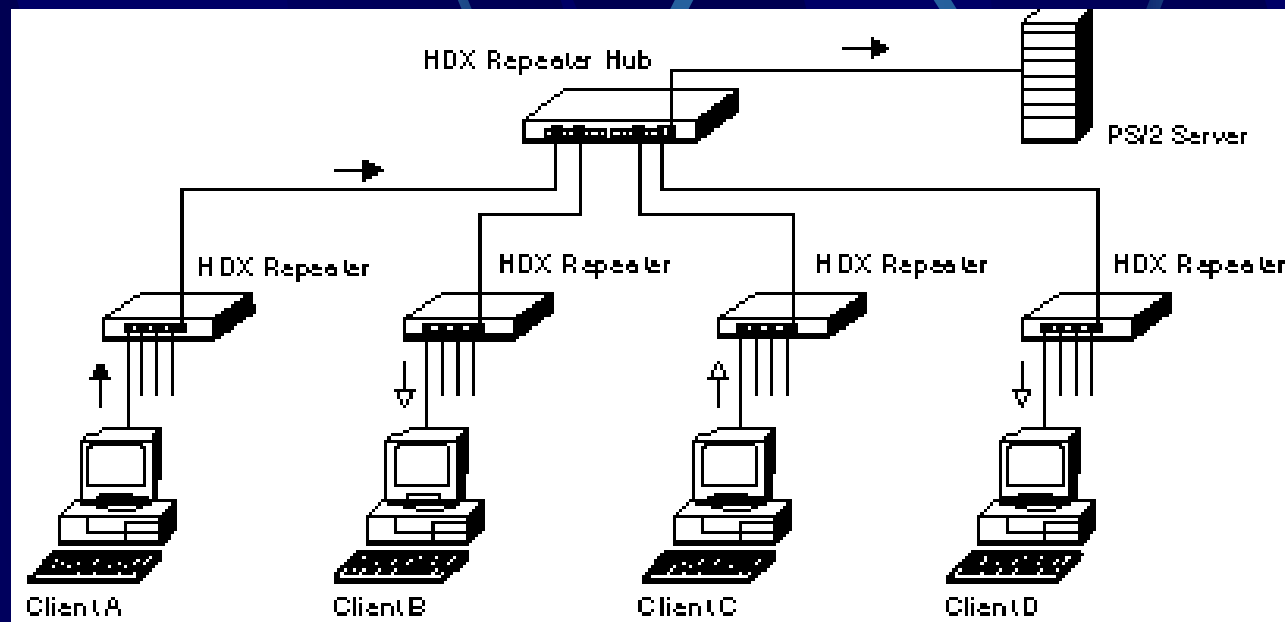 HDX Repeater Hub
PS/2 Server
HDX Repeater
HDX Repeater
HDX Repeater
HDX Repeater
Client A
Client B
Client C
Client D